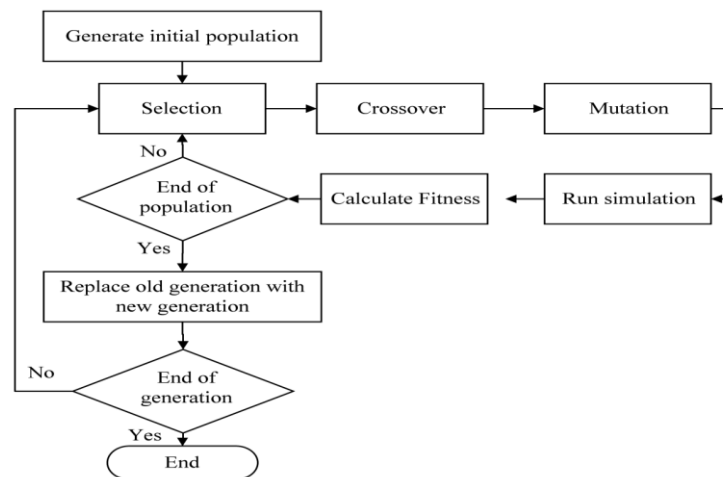 Generate initial population
Selection
Crossover
Mutation
No
End of
population
Calculate Fitness
Run simulation
Yes
Replace old generation with
new generation
No
End of
generation
Yes
End